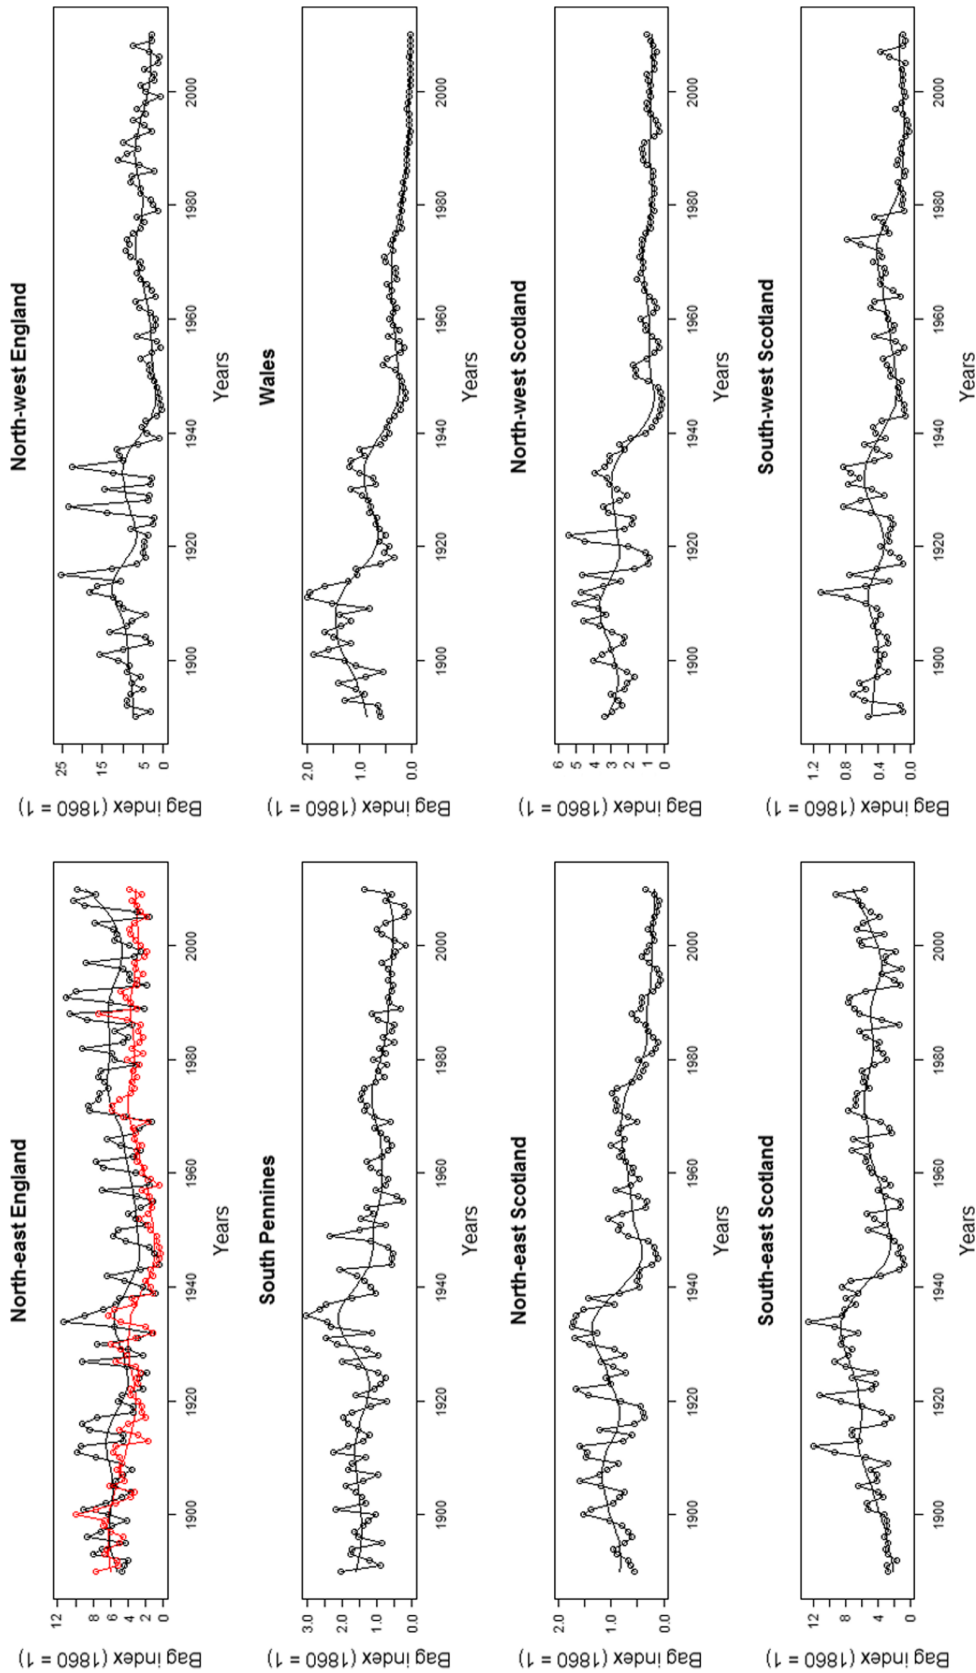 North-east England
Bag index (1860 = 1)
12
8
6
4
2
0
1900 1920 1940 1960 1980 2000
Years
North-west England
Bag index (1860 = 1)
25
15
5
1900 1920 1940 1960 1980 2000
Years
South Pennines
Bag index (1860 = 1)
3.0
2.0
1.0
0.0
1900 1920 1940 1960 1980 2000
Years
Wales
Bag index (1860 = 1)
2.0
1.0
0.0
1900 1920 1940 1960 1980 2000
Years
North-east Scotland
Bag index (1860 = 1)
2.0
1.0
0.0
1900 1920 1940 1960 1980 2000
Years
North-west Scotland
Bag index (1860 = 1)
6
5
4
3
2
1
0
1900 1920 1940 1960 1980 2000
Years
South-east Scotland
Bag index (1860 = 1)
12
8
4
0
1900 1920 1940 1960 1980 2000
Years
South-west Scotland
Bag index (1860 = 1)
1.2
0.8
0.4
0.0
1900 1920 1940 1960 1980 2000
Years